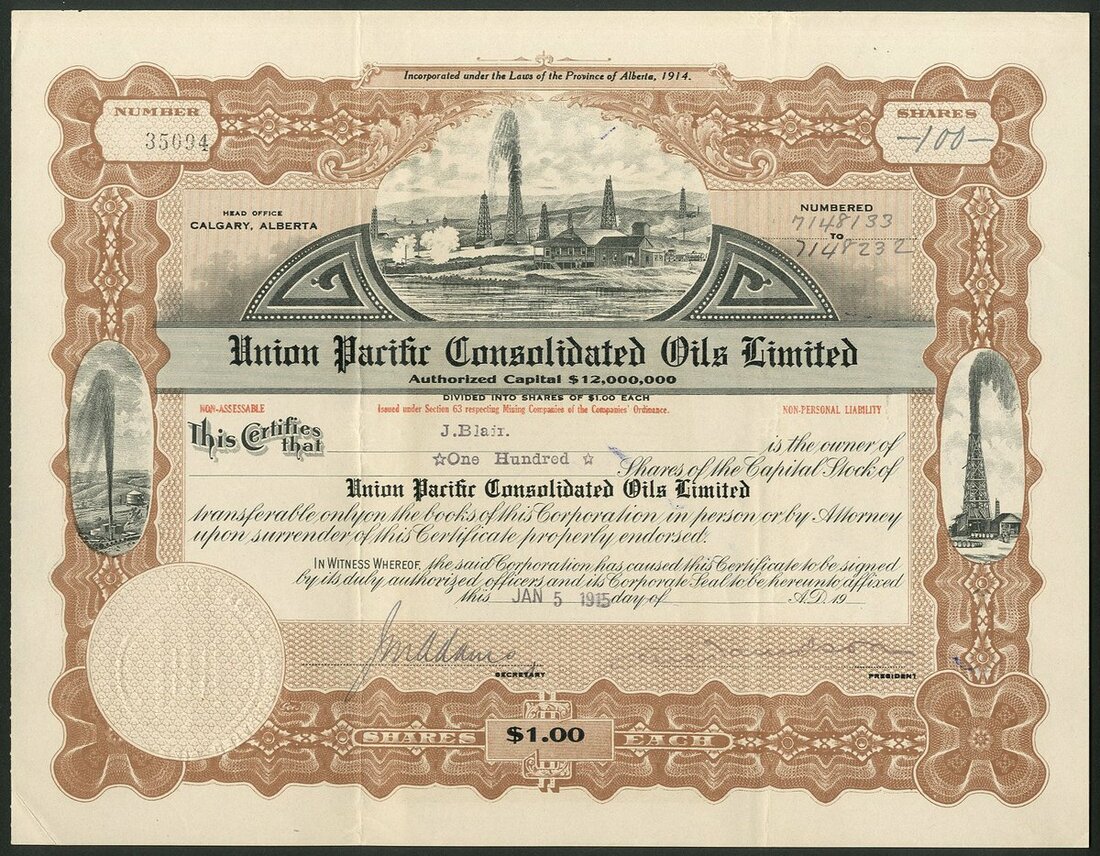 Incorporated under the Laws of the Province of Alberta, 1914.
NUMBER
35694
SHARES
-100-
HEAD OFFICE
CALGARY, ALBERTA
NUMBERED
7148133
TO
7148232
Union Pacific Consolidated Oils Limited
Authorized Capital $12,000,000
DIVIDED INTO SHARES OF $1.00 EACH
NON-ASSESSABLE
Issued under Section 63 respecting Mining Companies of the Companies' Ordinance.
NON-PERSONAL LIABILITY
This Certifies that
J.Blair.
is the owner of
☆One Hundred ☆
Shares of the Capital Stock of
Union Pacific Consolidated Oils Limited
transferable only on the books of this Corporation in person or by Attorney
upon surrender of this Certificate properly endorsed.
IN WITNESS WHEREOF, the said Corporation has caused this Certificate to be signed
by its duly authorized officers and its Corporate Seal to be hereunto affixed
this JAN 5 1915 day of A.D. 19
J M Adams
SECRETARY
PRESIDENT
SHARES $1.00 EACH